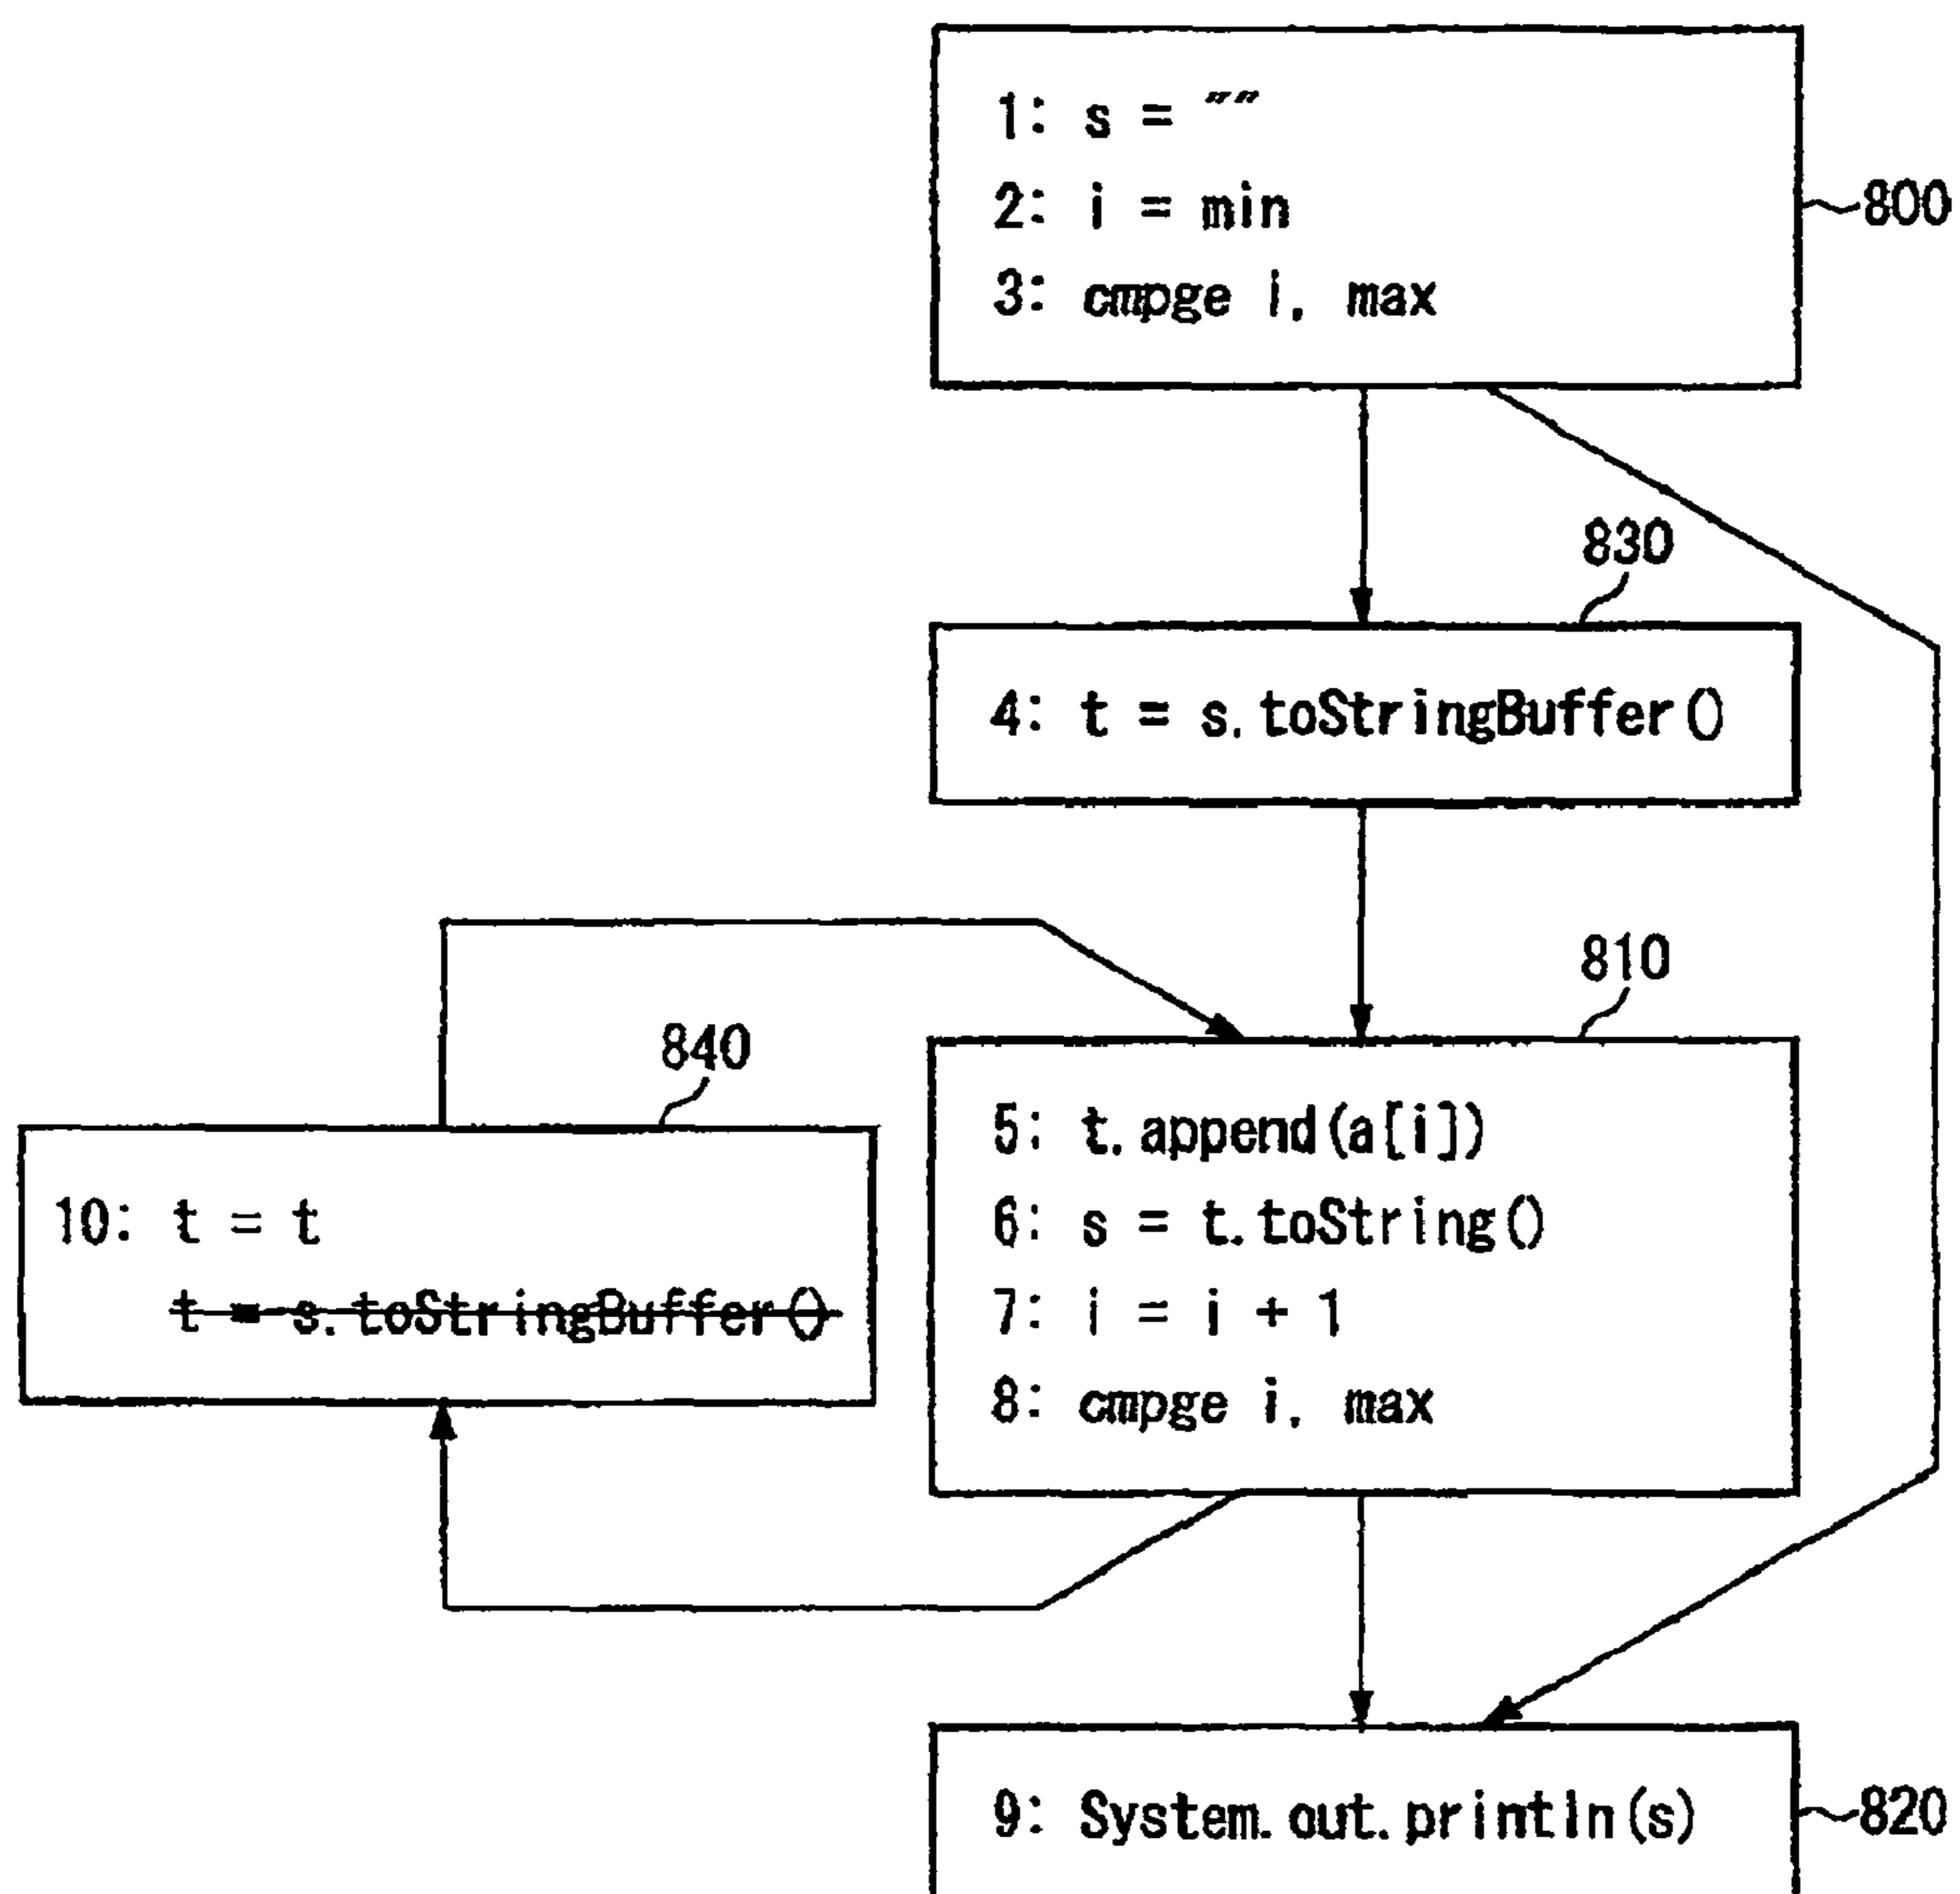 1: s = ""
2: i = min
3: cmpge i, max
800
830
4: t = s.toStringBuffer()
810
840
5: t.append(a[i])
6: s = t.toString()
7: i = i + 1
8: cmpge i, max
10: t = t
t = s.toStringBuffer()
9: System.out.println(s)
820